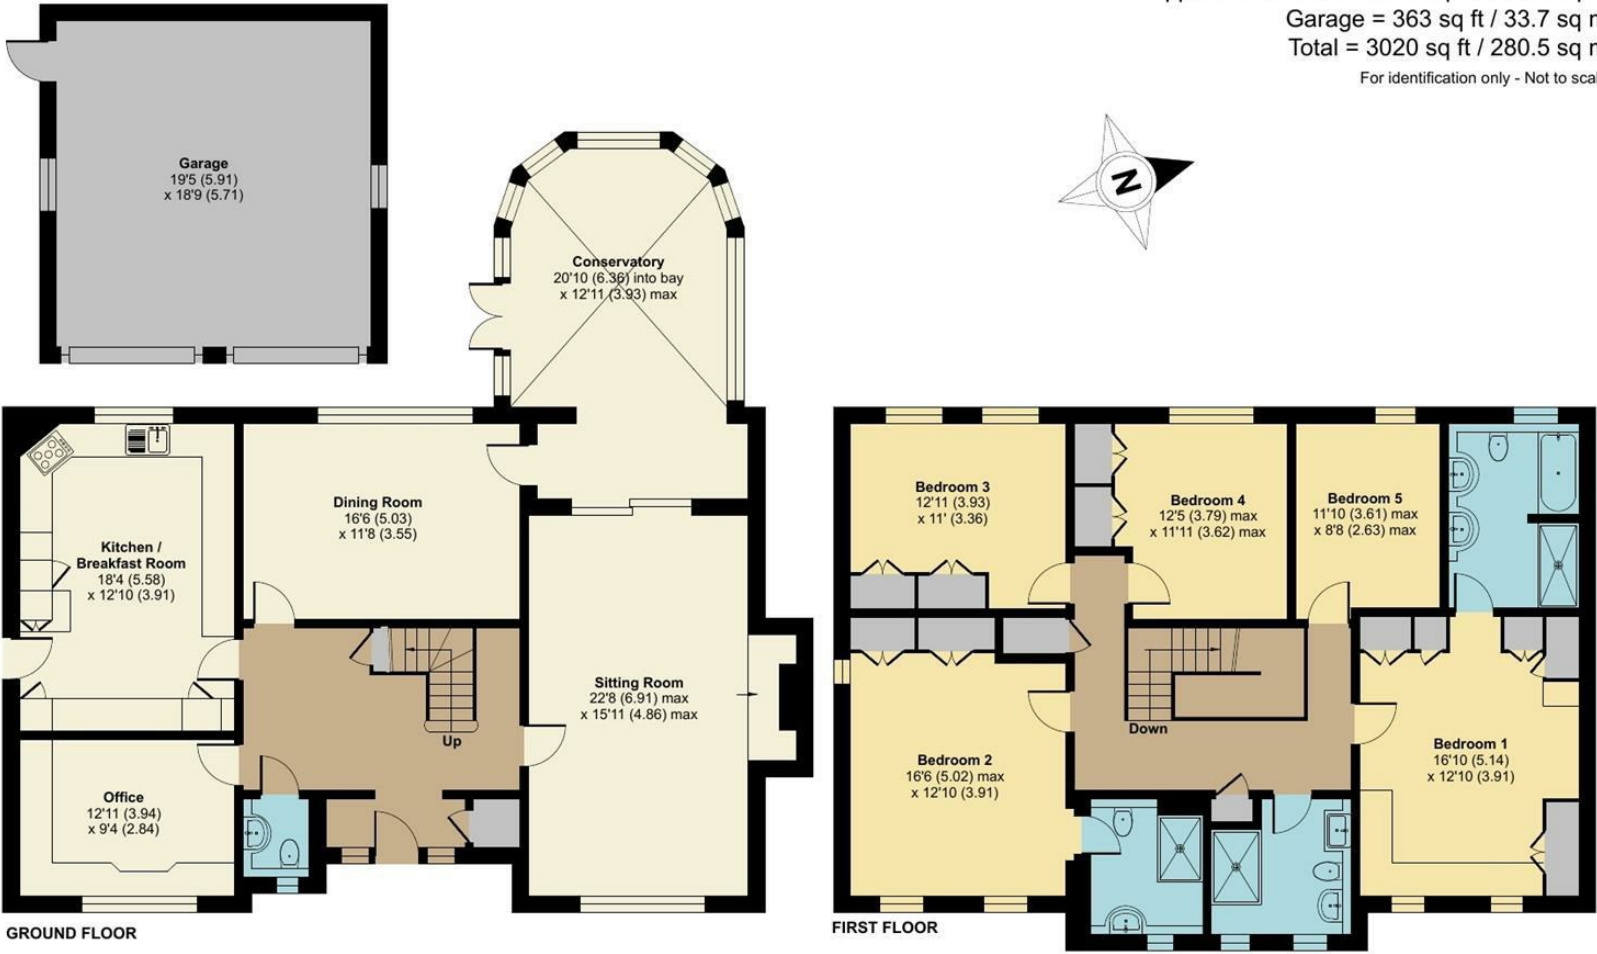 Garage = 363 sq ft / 33.7 sq
Total = 3020 sq ft / 280.5 sq
For identification only - Not to
N
Garage
19'5 (5.91)
x 18'9 (5.71)
Conservatory
20'10 (6.36) into bay
x 12'11 (3.93) max
Dining Room
16'6 (5.03)
x 11'8 (3.55)
Kitchen /
Breakfast Room
18'4 (5.58)
x 12'10 (3.91)
Sitting Room
22'8 (6.91) max
x 15'11 (4.86) max
Up
Office
12'11 (3.94)
x 9'4 (2.84)
GROUND FLOOR
Bedroom 3
12'11 (3.93)
x 11' (3.36)
Bedroom 4
12'5 (3.79) max
x 11'11 (3.62) max
Bedroom 5
11'10 (3.61) max
x 8'8 (2.63) max
Down
Bedroom 2
16'6 (5.02) max
x 12'10 (3.91)
Bedroom 1
16'10 (5.14)
x 12'10 (3.91)
FIRST FLOOR